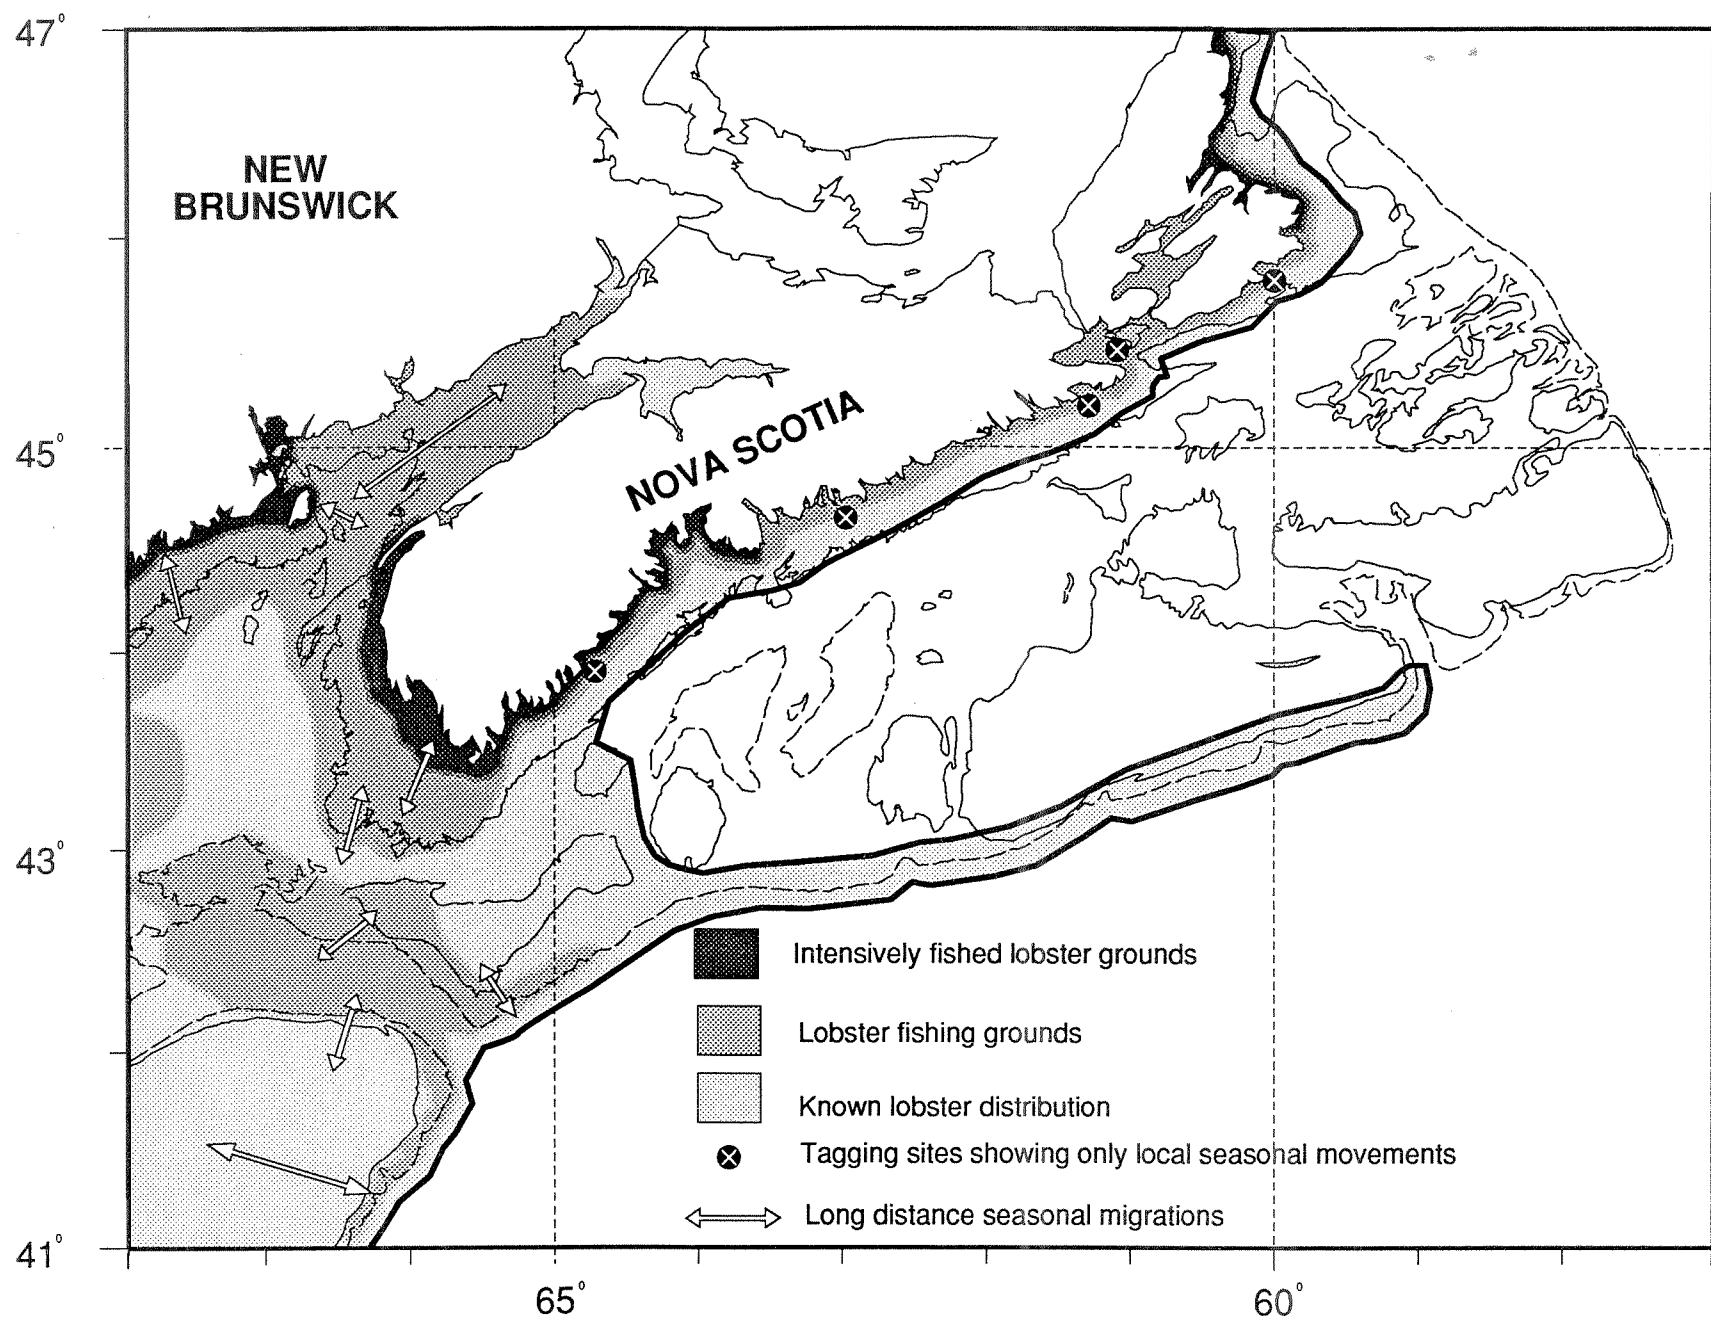 47°
NEW
BRUNSWICK
45°
NOVA SCOTIA
43°
Intensively fished lobster grounds
Lobster fishing grounds
Known lobster distribution
Tagging sites showing only local seasonal movements
Long distance seasonal migrations
41°
65°
60°